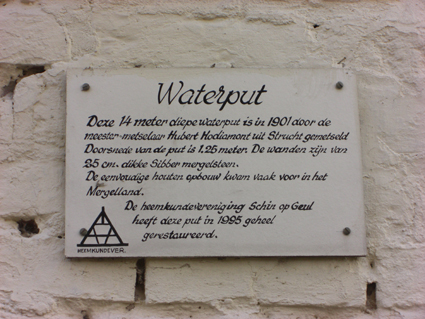 Waterput
Deze 14 meter diepe waterput is in 1901 door de
meester-metselaar Hubert Hodiamont uit Strucht gemetseld
Doorsnede van de put is 1,25 meter. De wanden zijn van
25 cm. dikke Sibber mergelsteen.
De eenvoudige houten opbouw kwam vaak voor in het
Mergelland.
De heemkundevereniging Schin op Geul
heeft deze put in 1995 geheel
gerestaureerd.
HEEMKUNDEVER.